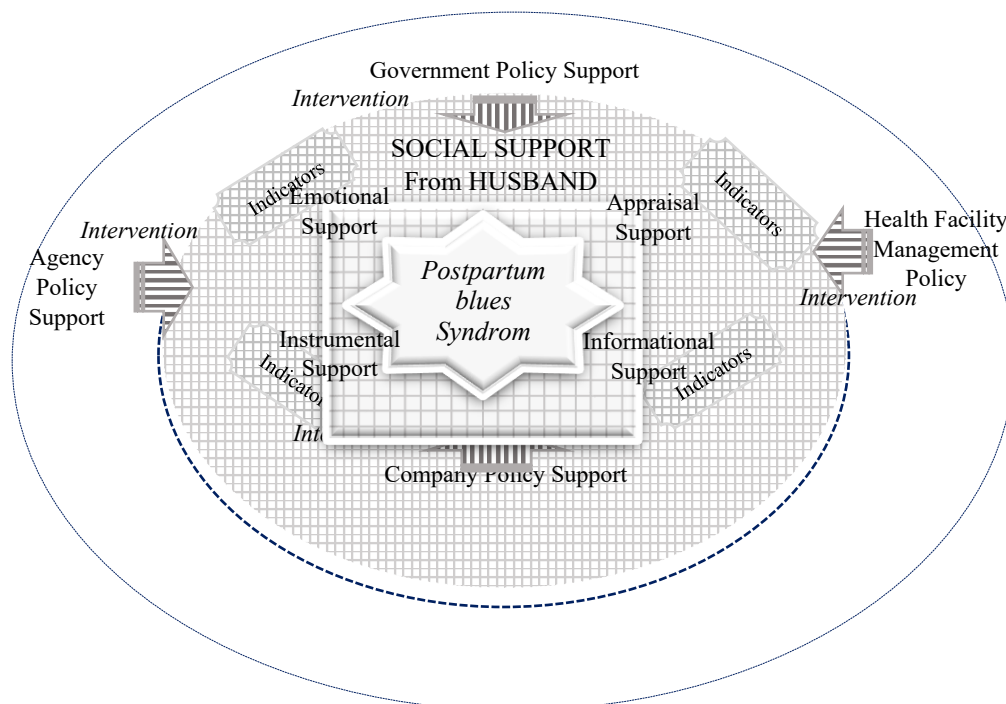 Government Policy Support
Intervention
SOCIAL SUPPORT
From HUSBAND
Indicators
Emotional
Support
Appraisal
Support
Indicators
Intervention
Agency
Policy
Support
Health Facility
Management
Policy
Intervention
Postpartum
blues
Syndrom
Instrumental
Support
Indicators
Informational
Support
Indicators
Company Policy Support